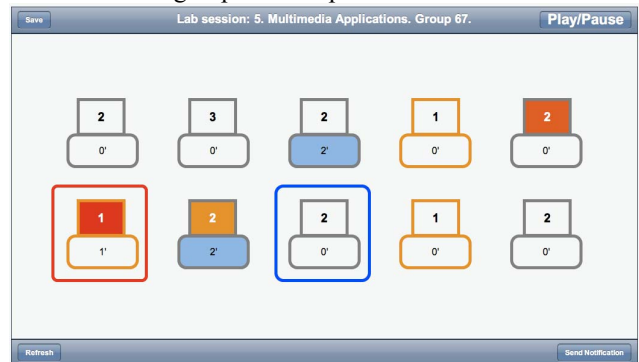 Save
Lab session: 5. Multimedia Applications. Group 67.
Play/Pause
2 3 2 1 2
0' 0' 2' 0' 0'
1 2 2 1 2
1' 2' 0' 0' 0'
Refresh
Send Notification